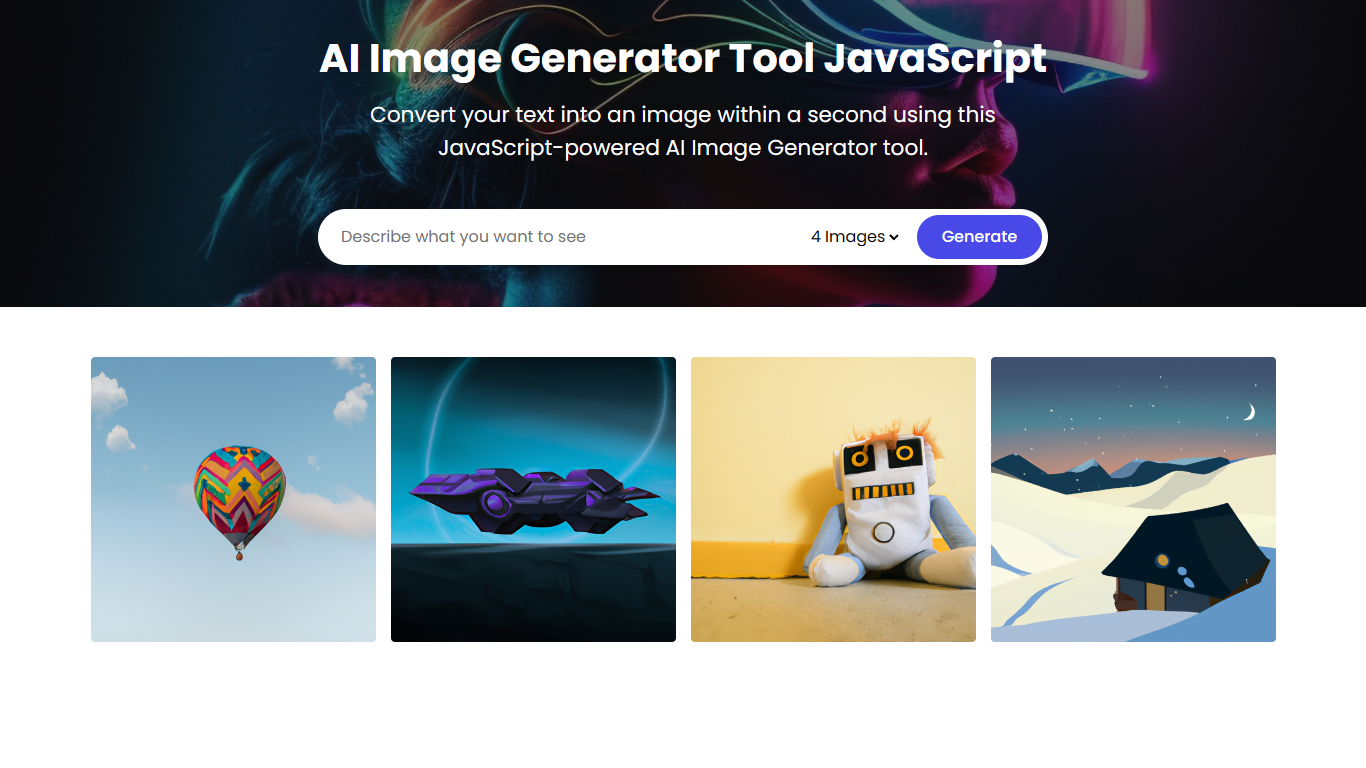 AI Image Generator Tool JavaScript
Convert your text into an image within a second using this
JavaScript-powered AI Image Generator tool.
Describe what you want to see
4 Images
Generate